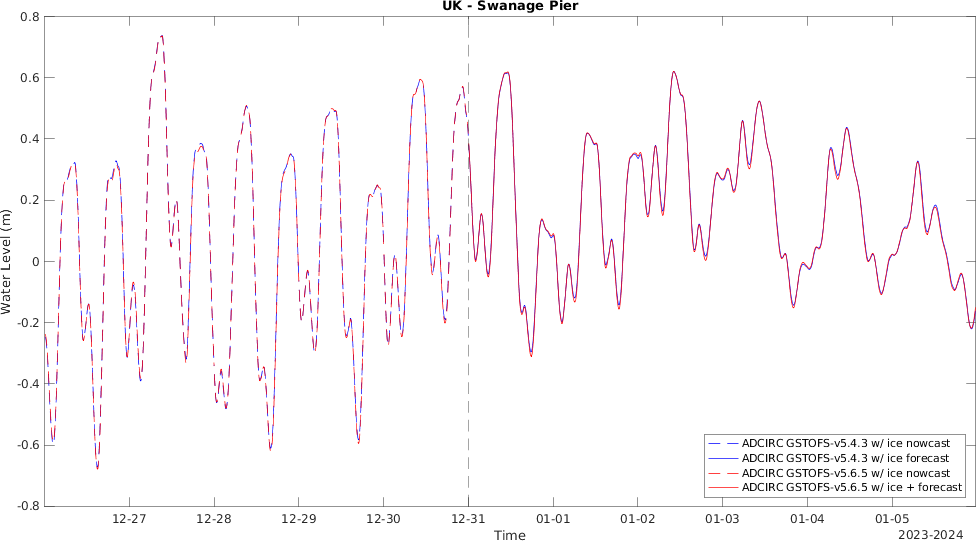 UK - Swanage Pier
Water Level (m)
0.8
0.6
0.4
0.2
0
-0.2
-0.4
-0.6
-0.8
12-27
12-28
12-29
12-30
12-31
01-01
01-02
01-03
01-04
01-05
Time
2023-2024
ADCIRC GSTOFS-v5.4.3 w/ ice nowcast
ADCIRC GSTOFS-v5.4.3 w/ ice forecast
ADCIRC GSTOFS-v5.6.5 w/ ice nowcast
ADCIRC GSTOFS-v5.6.5 w/ ice + forecast